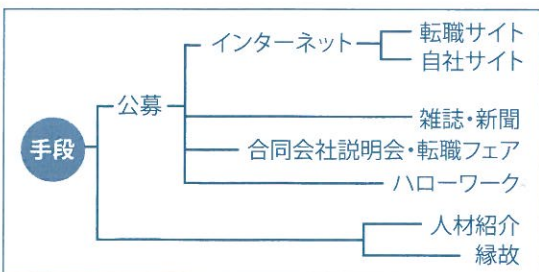 手段
公募
インターネット
転職サイト
自社サイト
雑誌・新聞
合同会社説明会・転職フェア
ハローワーク
人材紹介
縁故